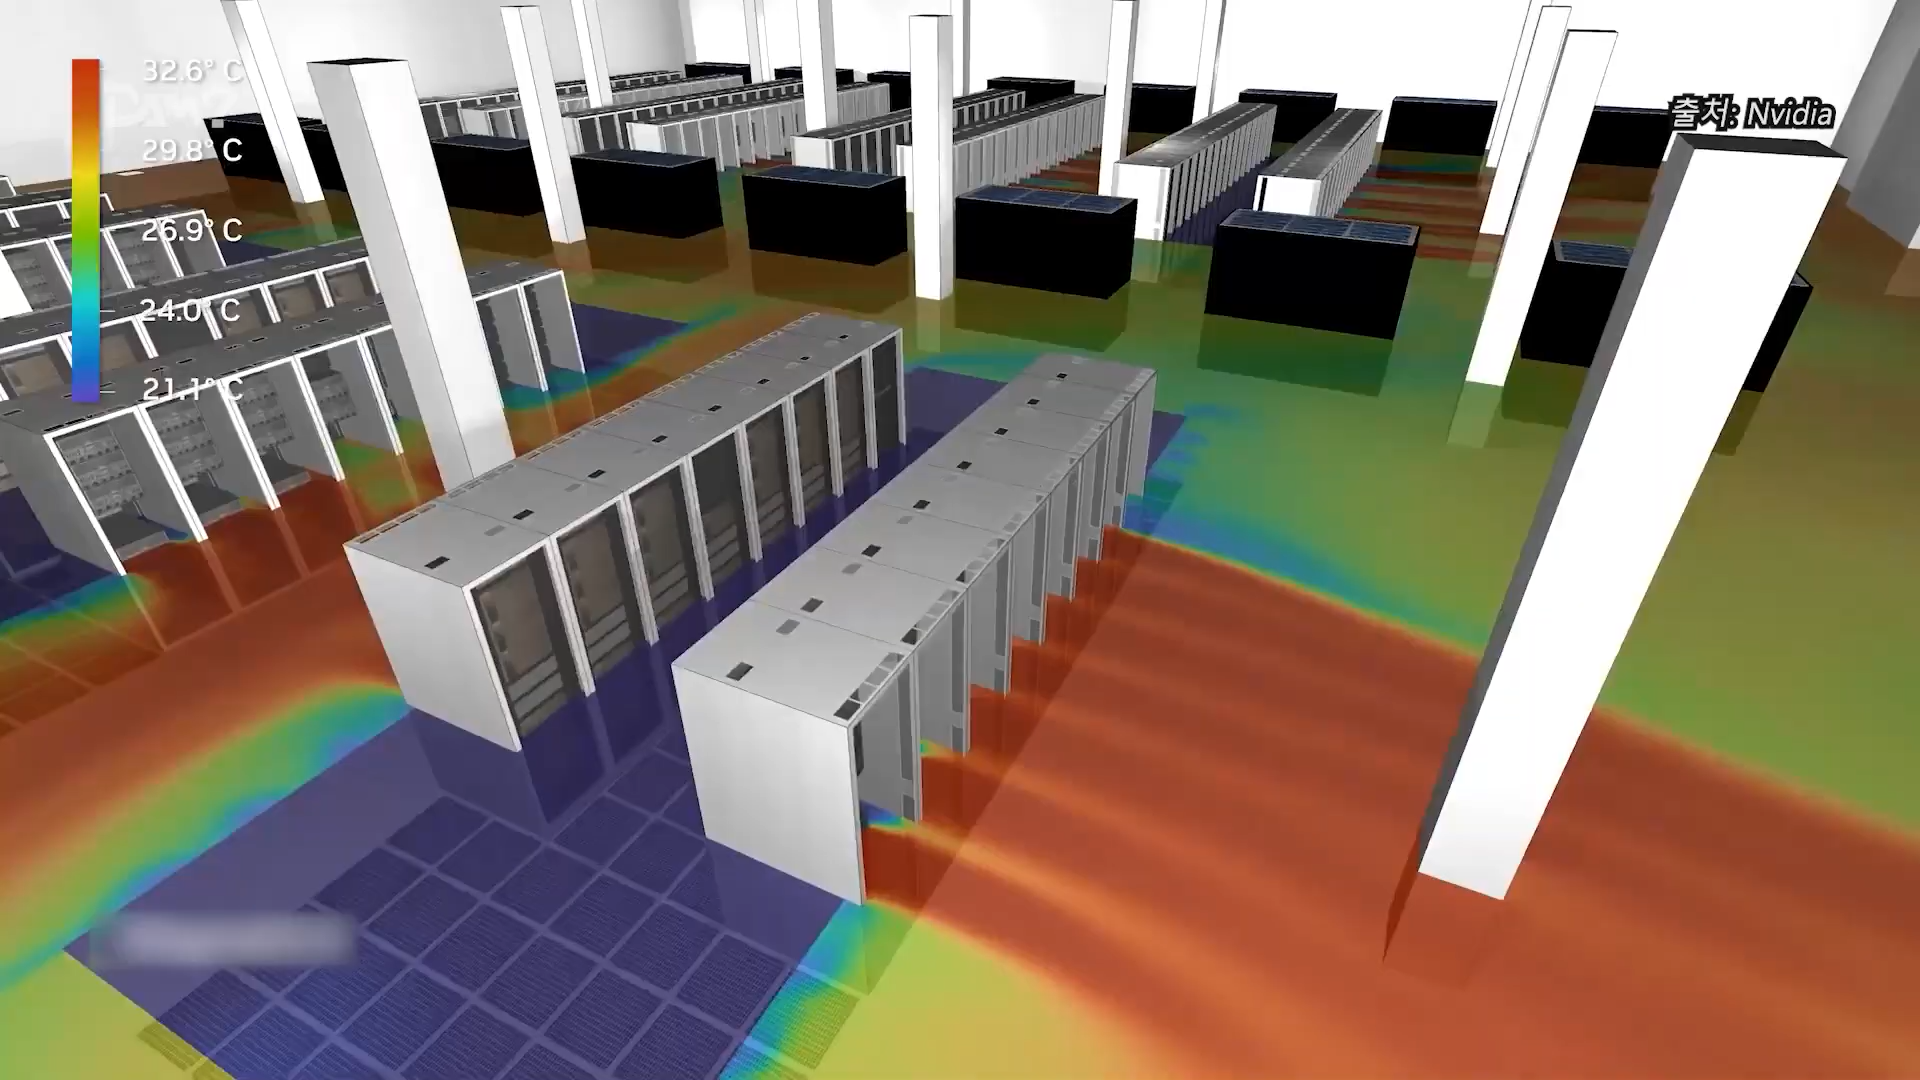 32.6° C
29.8° C
26.9° C
24.0° C
21.1° C
출처: Nvidia